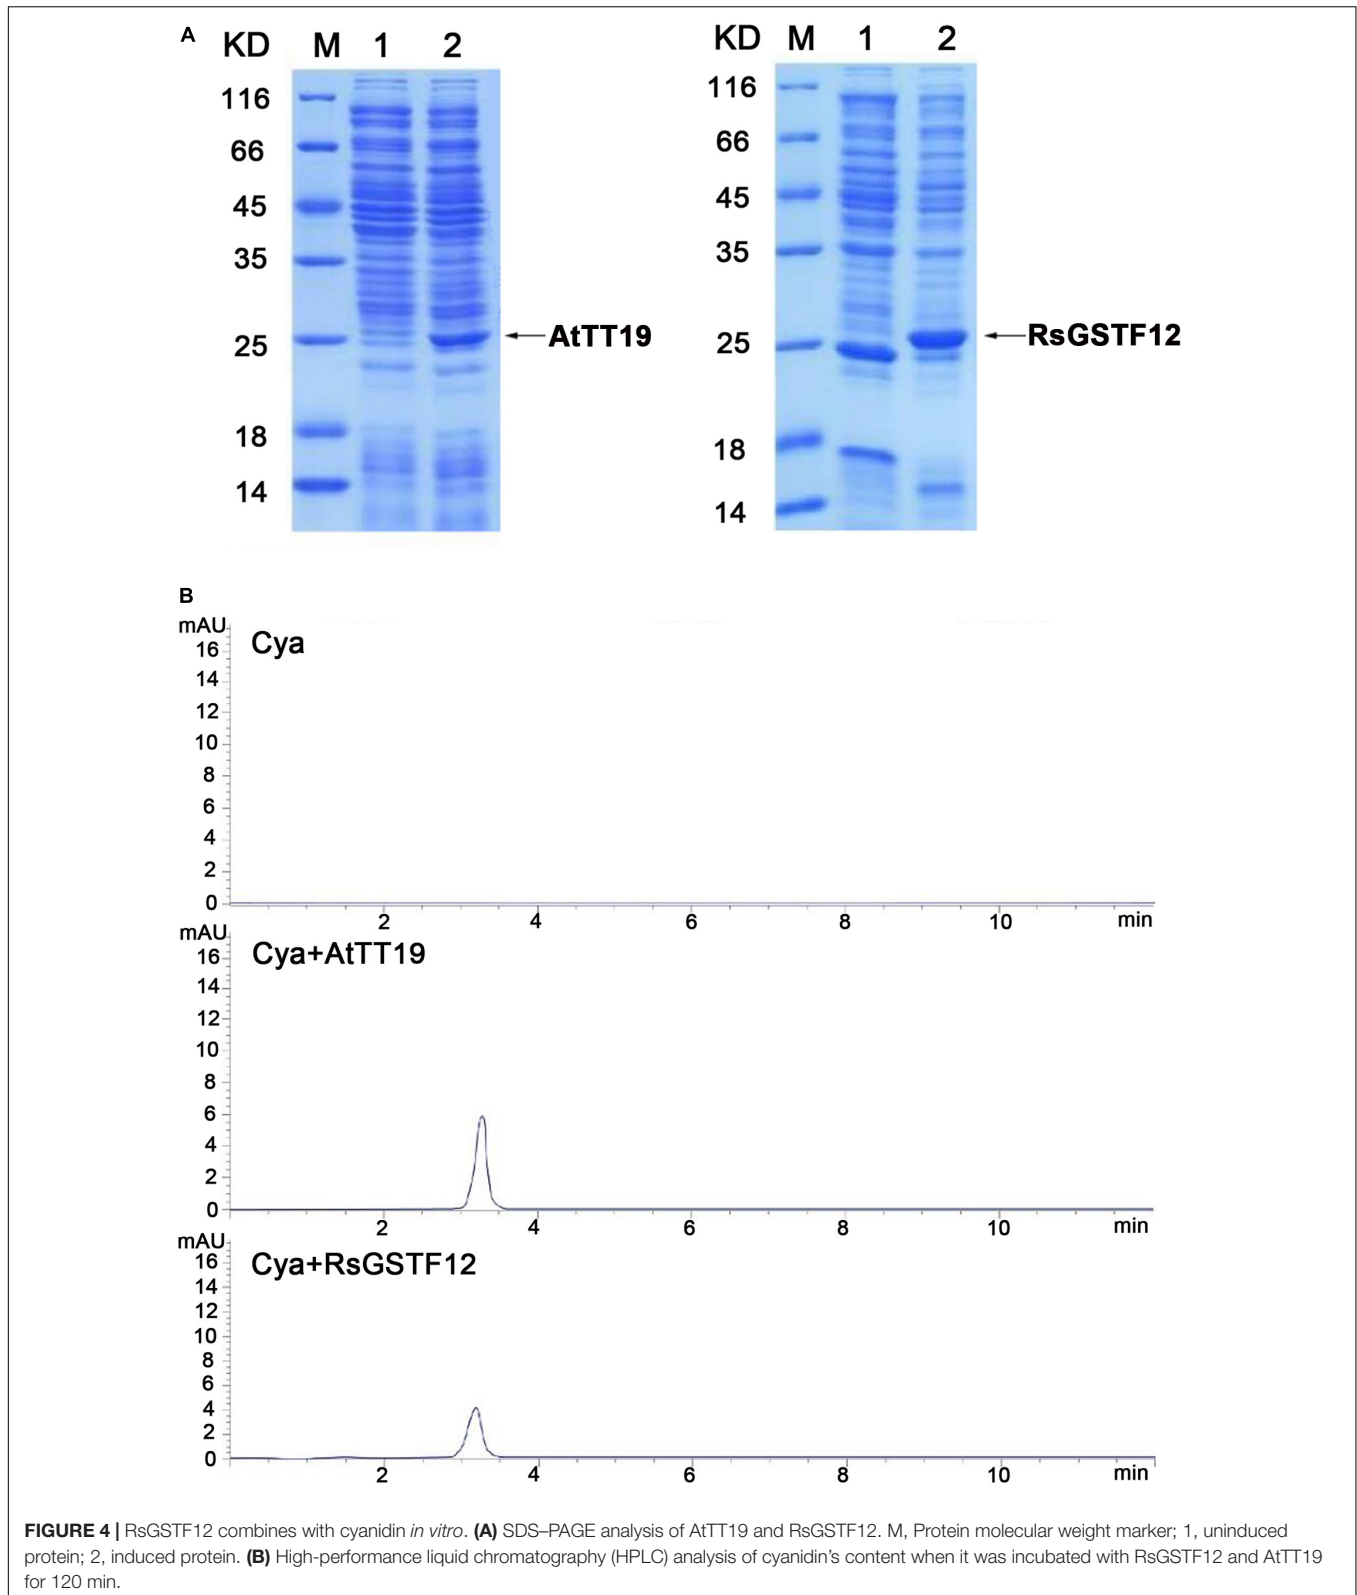 A
KD M 1 2
116
66
45
35
25
18
14
AtTT19
KD M 1 2
116
66
45
35
25
18
14
RsGSTF12
B
mAU
Cya
16
14
12
10
8
6
4
2
0
2 4 6 8 10 min
mAU
Cya+AtTT19
16
14
12
10
8
6
4
2
0
2 4 6 8 10 min
mAU
Cya+RsGSTF12
16
14
12
10
8
6
4
2
0
2 4 6 8 10 min
FIGURE 4 | RsGSTF12 combines with cyanidin in vitro. (A) SDS–PAGE analysis of AtTT19 and RsGSTF12. M, Protein molecular weight marker; 1, uninduced
protein; 2, induced protein. (B) High-performance liquid chromatography (HPLC) analysis of cyanidin's content when it was incubated with RsGSTF12 and AtTT19
for 120 min.